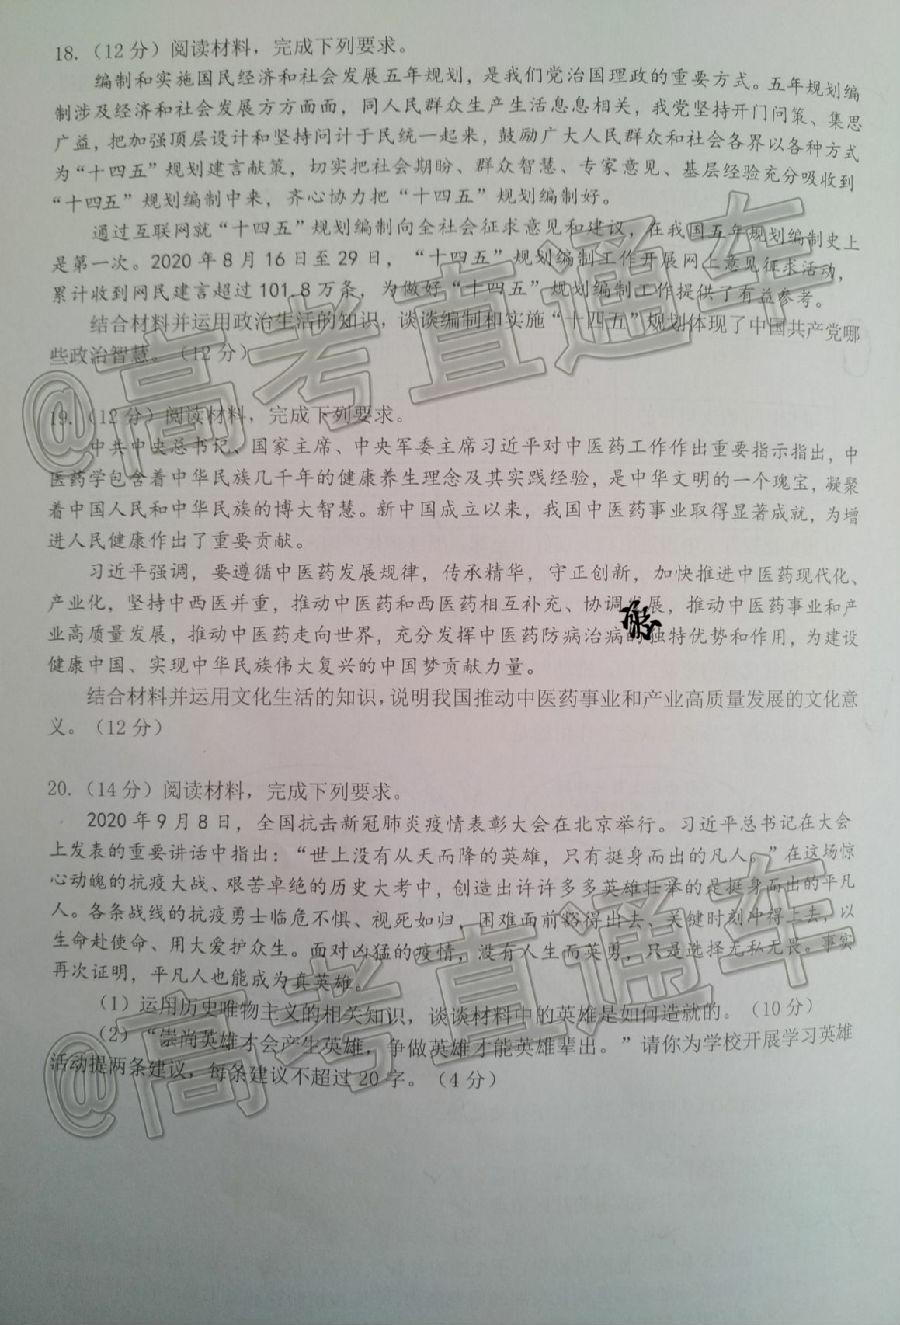 18.（12分）阅读材料，完成下列要求。
编制和实施国民经济和社会发展五年规划，是我们党治国理政的重要方式。五年规划编
制涉及经济和社会发展方方面面，同人民群众生产生活息息相关，我党坚持开门问策、集思
广益，把加强顶层设计和坚持问计于民统一起来，鼓励广大人民群众和社会各界以各种方式
为“十四五”规划建言献策，切实把社会期盼、群众智慧、专家意见、基层经验充分吸收到
“十四五”规划编制中来，齐心协力把“十四五”规划编制好。
通过互联网就“十四五”规划编制向全社会征求意见和建议，在我国五年规划编制史上
是第一次。2020年8月16日至29日，“十四五”规划编制工作开展网上意见征求活动，
累计收到网民建言超过101.8万条，为做好“十四五”规划编制工作提供了有益参考。
结合材料并运用政治生活的知识，谈谈编制和实施“十四五”规划体现了中国共产党哪
些政治智慧。（12分）
@高考直通车
19.（12分）阅读材料，完成下列要求。
中共中央总书记、国家主席、中央军委主席习近平对中医药工作作出重要指示指出，中
医药学包含着中华民族几千年的健康养生理念及其实践经验，是中华文明的一个瑰宝，凝聚
着中国人民和中华民族的博大智慧。新中国成立以来，我国中医药事业取得显著成就，为增
进人民健康作出了重要贡献。
习近平强调，要遵循中医药发展规律，传承精华，守正创新，加快推进中医药现代化、
产业化，坚持中西医并重，推动中医药和西医药相互补充、协调发展，推动中医药事业和产
业高质量发展，推动中医药走向世界，充分发挥中医药防病治病的独特优势和作用，为建设
健康中国、实现中华民族伟大复兴的中国梦贡献力量。
结合材料并运用文化生活的知识，说明我国推动中医药事业和产业高质量发展的文化意
义。（12分）
20.（14分）阅读材料，完成下列要求。
2020年9月8日，全国抗击新冠肺炎疫情表彰大会在北京举行。习近平总书记在大会
上发表的重要讲话中指出：“世上没有从天而降的英雄，只有挺身而出的凡人。”在这场惊
心动魄的抗疫大战、艰苦卓绝的历史大考中，创造出许许多多英雄壮举的是挺身而出的平凡
人。各条战线的抗疫勇士临危不惧、视死如归，困难面前豁得出去、关键时刻冲得上去，以
生命赴使命、用大爱护众生。面对凶猛的疫情，没有人生而英勇，只是选择无私无畏。事实
再次证明，平凡人也能成为真英雄。
（1）运用历史唯物主义的相关知识，谈谈材料中的英雄是如何造就的。（10分）
（2）“崇尚英雄才会产生英雄，争做英雄才能英雄辈出。”请你为学校开展学习英雄
活动提两条建议，每条建议不超过20字。（4分）
@高考直通车